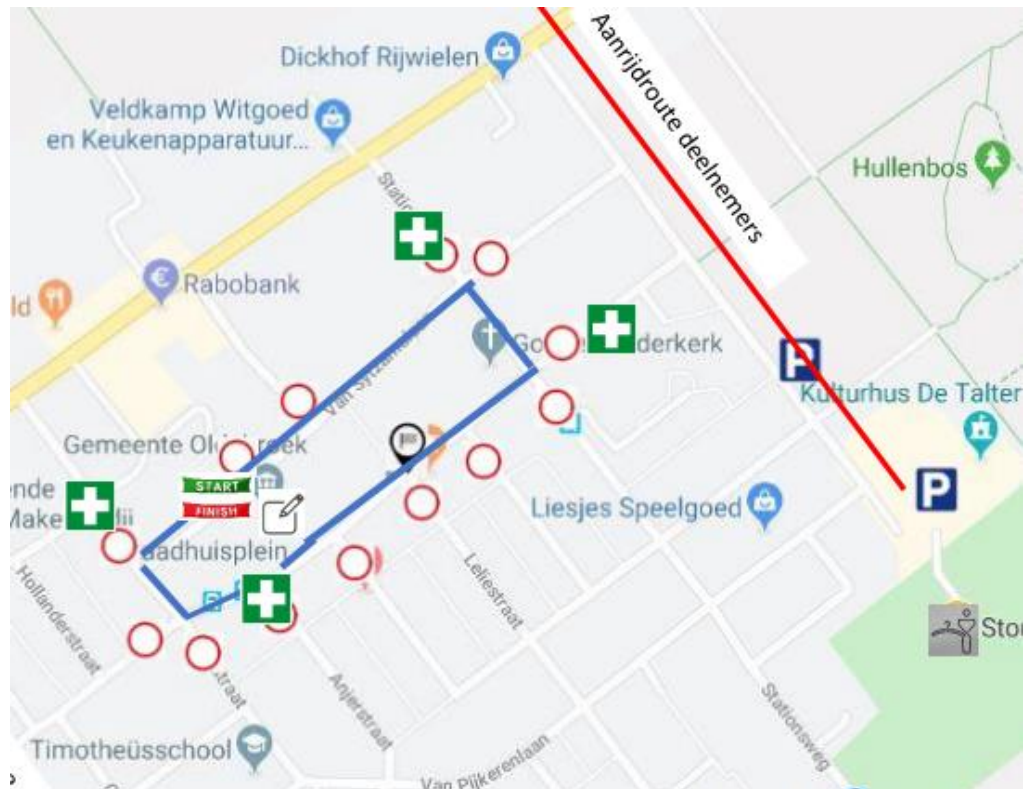 Dickhof Rijwielen
Veldkamp Witgoed
en Keukenapparatuur...
Aanrijdroute deelnemers
Hullenbos
Rabobank
P
Kulturhus De Talter
Gemeente
START
FINISH
Liesjes Speelgoed
P
Hollanderstraat
Leliestraat
Anjerstraat
Stationsweg
Timotheüsschool
Van Pijkerenlaan